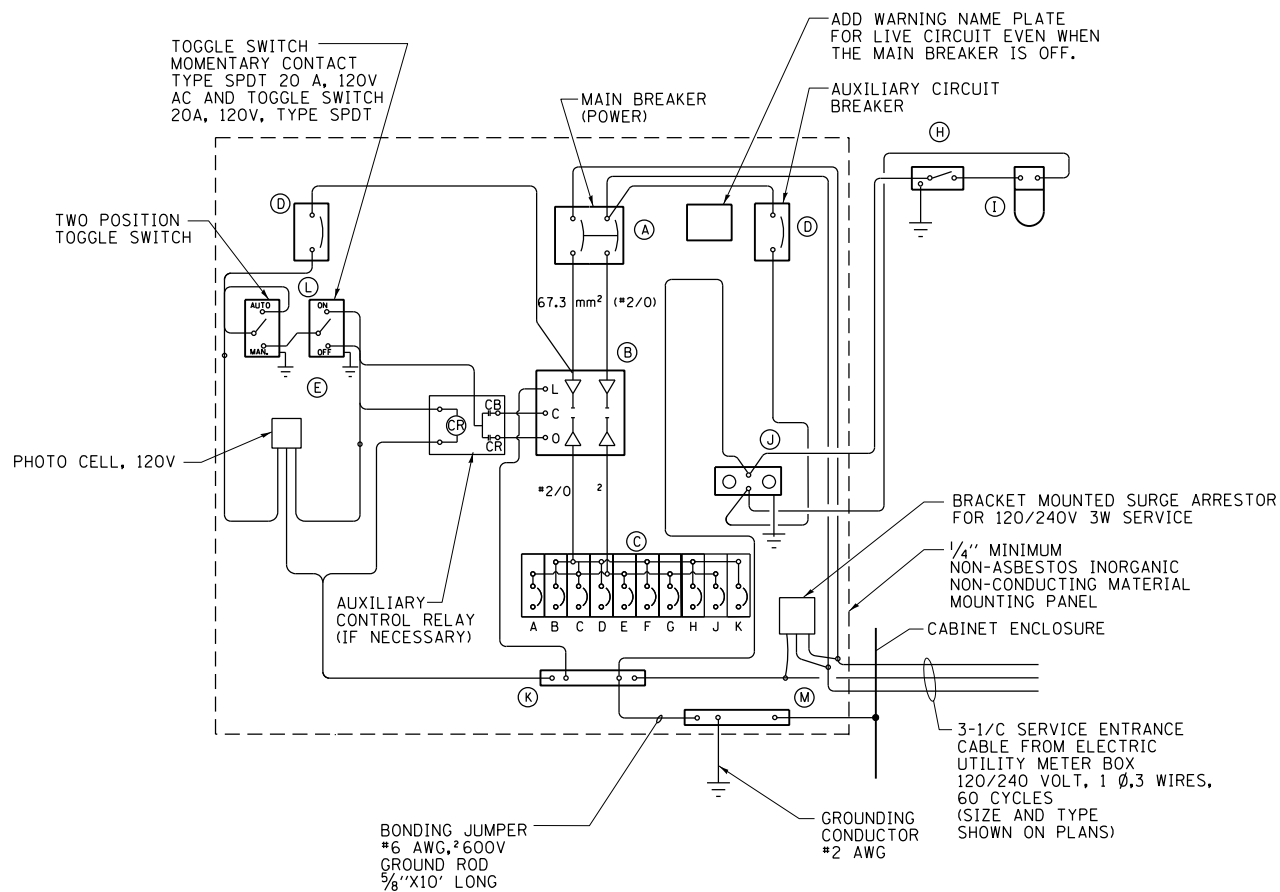 ADD WARNING NAME PLATE
FOR LIVE CIRCUIT EVEN WHEN
THE MAIN BREAKER IS OFF.
TOGGLE SWITCH
MOMENTARY CONTACT
TYPE SPDT 20 A, 120V
AC AND TOGGLE SWITCH
20A, 120V, TYPE SPDT
MAIN BREAKER
(POWER)
AUXILIARY CIRCUIT
BREAKER
H
I
D
A
D
TWO POSITION
TOGGLE SWITCH
L
AUTO
MAN.
ON
OFF
E
67.3 mm² (#2/0)
B
L
C
O
CB
CR
CR
J
PHOTO CELL, 120V
#2/0 ²
BRACKET MOUNTED SURGE ARRESTOR
FOR 120/240V 3W SERVICE
1/4" MINIMUM
NON-ASBESTOS INORGANIC
NON-CONDUCTING MATERIAL
MOUNTING PANEL
C
AUXILIARY
CONTROL RELAY
(IF NECESSARY)
A B C D E F G H J K
CABINET ENCLOSURE
K
M
3-1/C SERVICE ENTRANCE
CABLE FROM ELECTRIC
UTILITY METER BOX
120/240 VOLT, 1 Ø,3 WIRES,
60 CYCLES
(SIZE AND TYPE
SHOWN ON PLANS)
BONDING JUMPER
#6 AWG,²600V
GROUND ROD
5/8"X10' LONG
GROUNDING
CONDUCTOR
#2 AWG